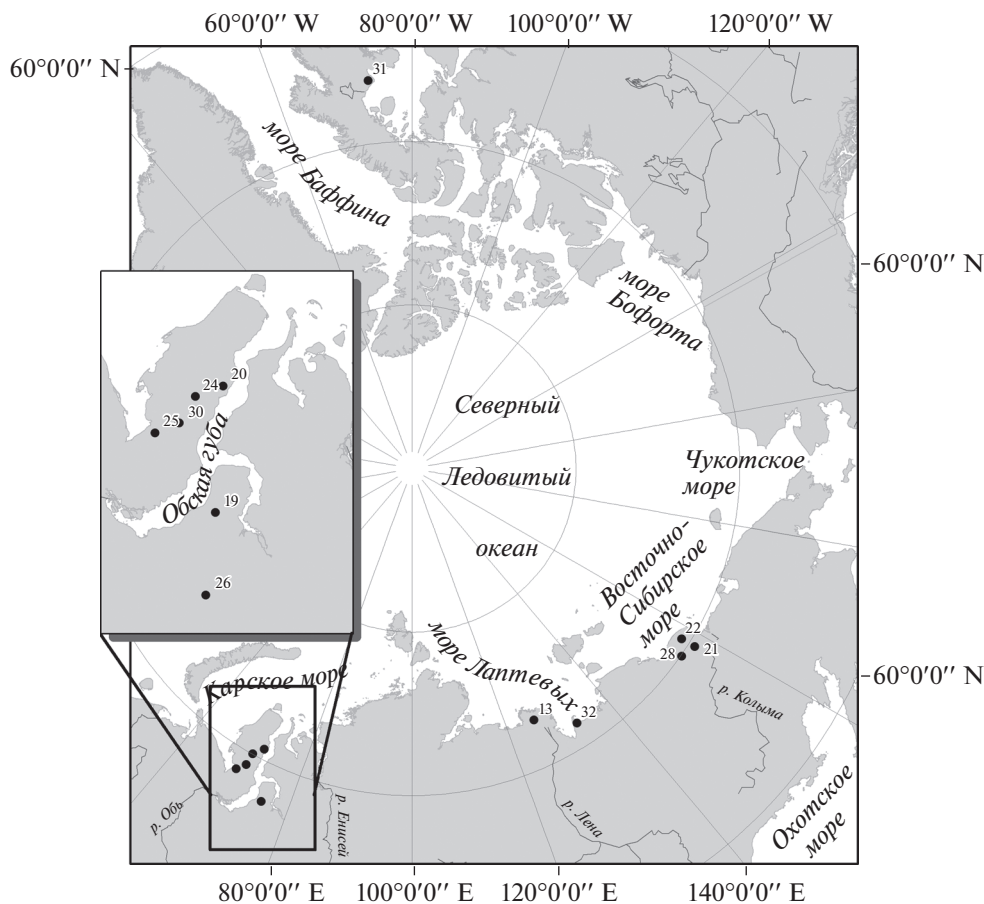 60°0′0′′ W
80°0′0′′ W
100°0′0′′ W
120°0′0′′ W
60°0′0′′ N
31
море Баффина
60°0′0′′ N
море
Бофорта
24
20
30
25
Обская губа
19
26
Северный
Ледовитый
океан
Чукотское
море
Восточно-
Сибирское
море
22
21
28
море Лаптевых
13
32
Карское море
60°0′0′′ N
р. Колыма
р. Обь
р. Енисей
р. Лена
Охотское
море
80°0′0′′ E
100°0′0′′ E
120°0′0′′ E
140°0′0′′ E